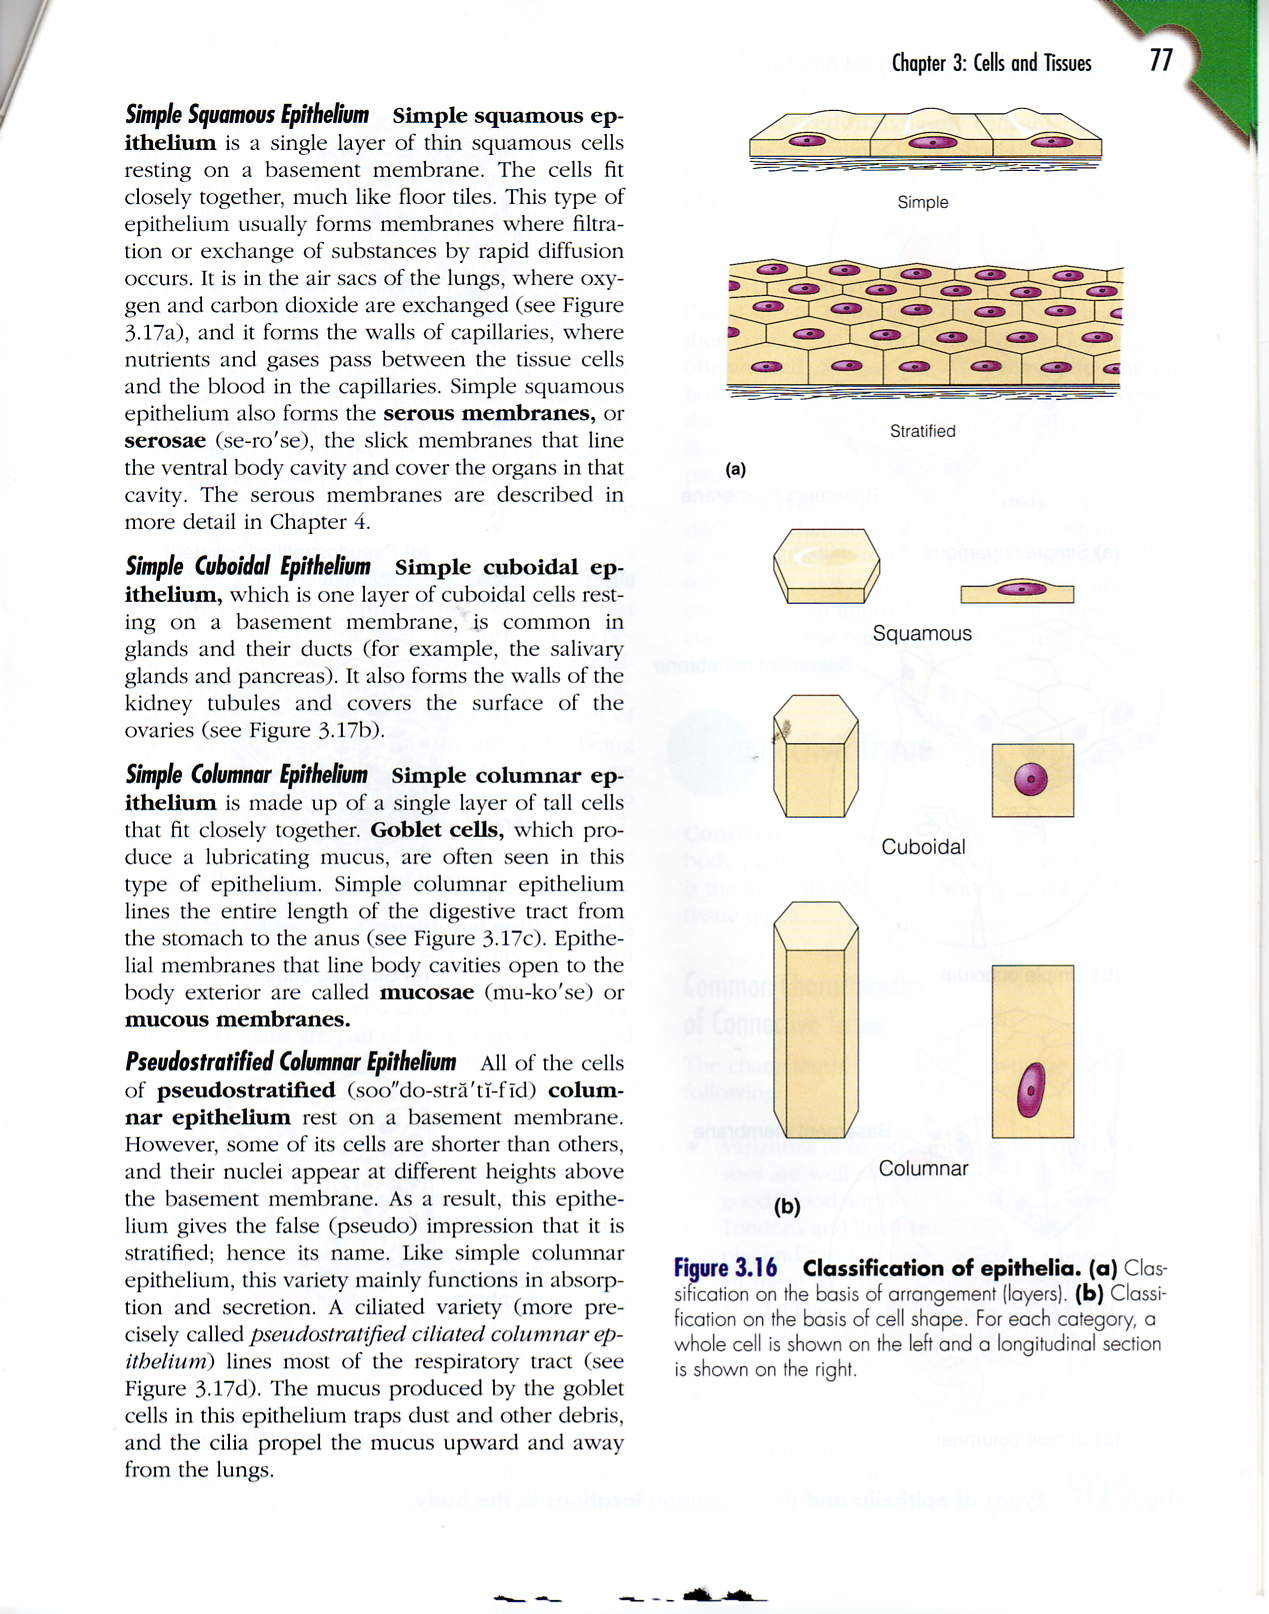 Chapter 3: Cells and Tissues 77
Simple Squamous Epithelium Simple squamous ep-
ithelium is a single layer of thin squamous cells
resting on a basement membrane. The cells fit
closely together, much like floor tiles. This type of
epithelium usually forms membranes where filtra-
tion or exchange of substances by rapid diffusion
occurs. It is in the air sacs of the lungs, where oxy-
gen and carbon dioxide are exchanged (see Figure
3.17a), and it forms the walls of capillaries, where
nutrients and gases pass between the tissue cells
and the blood in the capillaries. Simple squamous
epithelium also forms the serous membranes, or
serosae (se-ro'se), the slick membranes that line
the ventral body cavity and cover the organs in that
cavity. The serous membranes are described in
more detail in Chapter 4.
Simple Cuboidal Epithelium Simple cuboidal ep-
ithelium, which is one layer of cuboidal cells rest-
ing on a basement membrane, is common in
glands and their ducts (for example, the salivary
glands and pancreas). It also forms the walls of the
kidney tubules and covers the surface of the
ovaries (see Figure 3.17b).
Simple Columnar Epithelium Simple columnar ep-
ithelium is made up of a single layer of tall cells
that fit closely together. Goblet cells, which pro-
duce a lubricating mucus, are often seen in this
type of epithelium. Simple columnar epithelium
lines the entire length of the digestive tract from
the stomach to the anus (see Figure 3.17c). Epithe-
lial membranes that line body cavities open to the
body exterior are called mucosae (mu-ko'se) or
mucous membranes.
Pseudostratified Columnar Epithelium All of the cells
of pseudostratified (soo"do-stră'tĭ-fīd) colum-
nar epithelium rest on a basement membrane.
However, some of its cells are shorter than others,
and their nuclei appear at different heights above
the basement membrane. As a result, this epithe-
lium gives the false (pseudo) impression that it is
stratified; hence its name. Like simple columnar
epithelium, this variety mainly functions in absorp-
tion and secretion. A ciliated variety (more pre-
cisely called pseudostratified ciliated columnar ep-
ithelium) lines most of the respiratory tract (see
Figure 3.17d). The mucus produced by the goblet
cells in this epithelium traps dust and other debris,
and the cilia propel the mucus upward and away
from the lungs.
Simple
Stratified
(a)
Squamous
Cuboidal
Columnar
(b)
Figure 3.16 Classification of epithelia. (a) Clas-
sification on the basis of arrangement (layers). (b) Classi-
fication on the basis of cell shape. For each category, a
whole cell is shown on the left and a longitudinal section
is shown on the right.